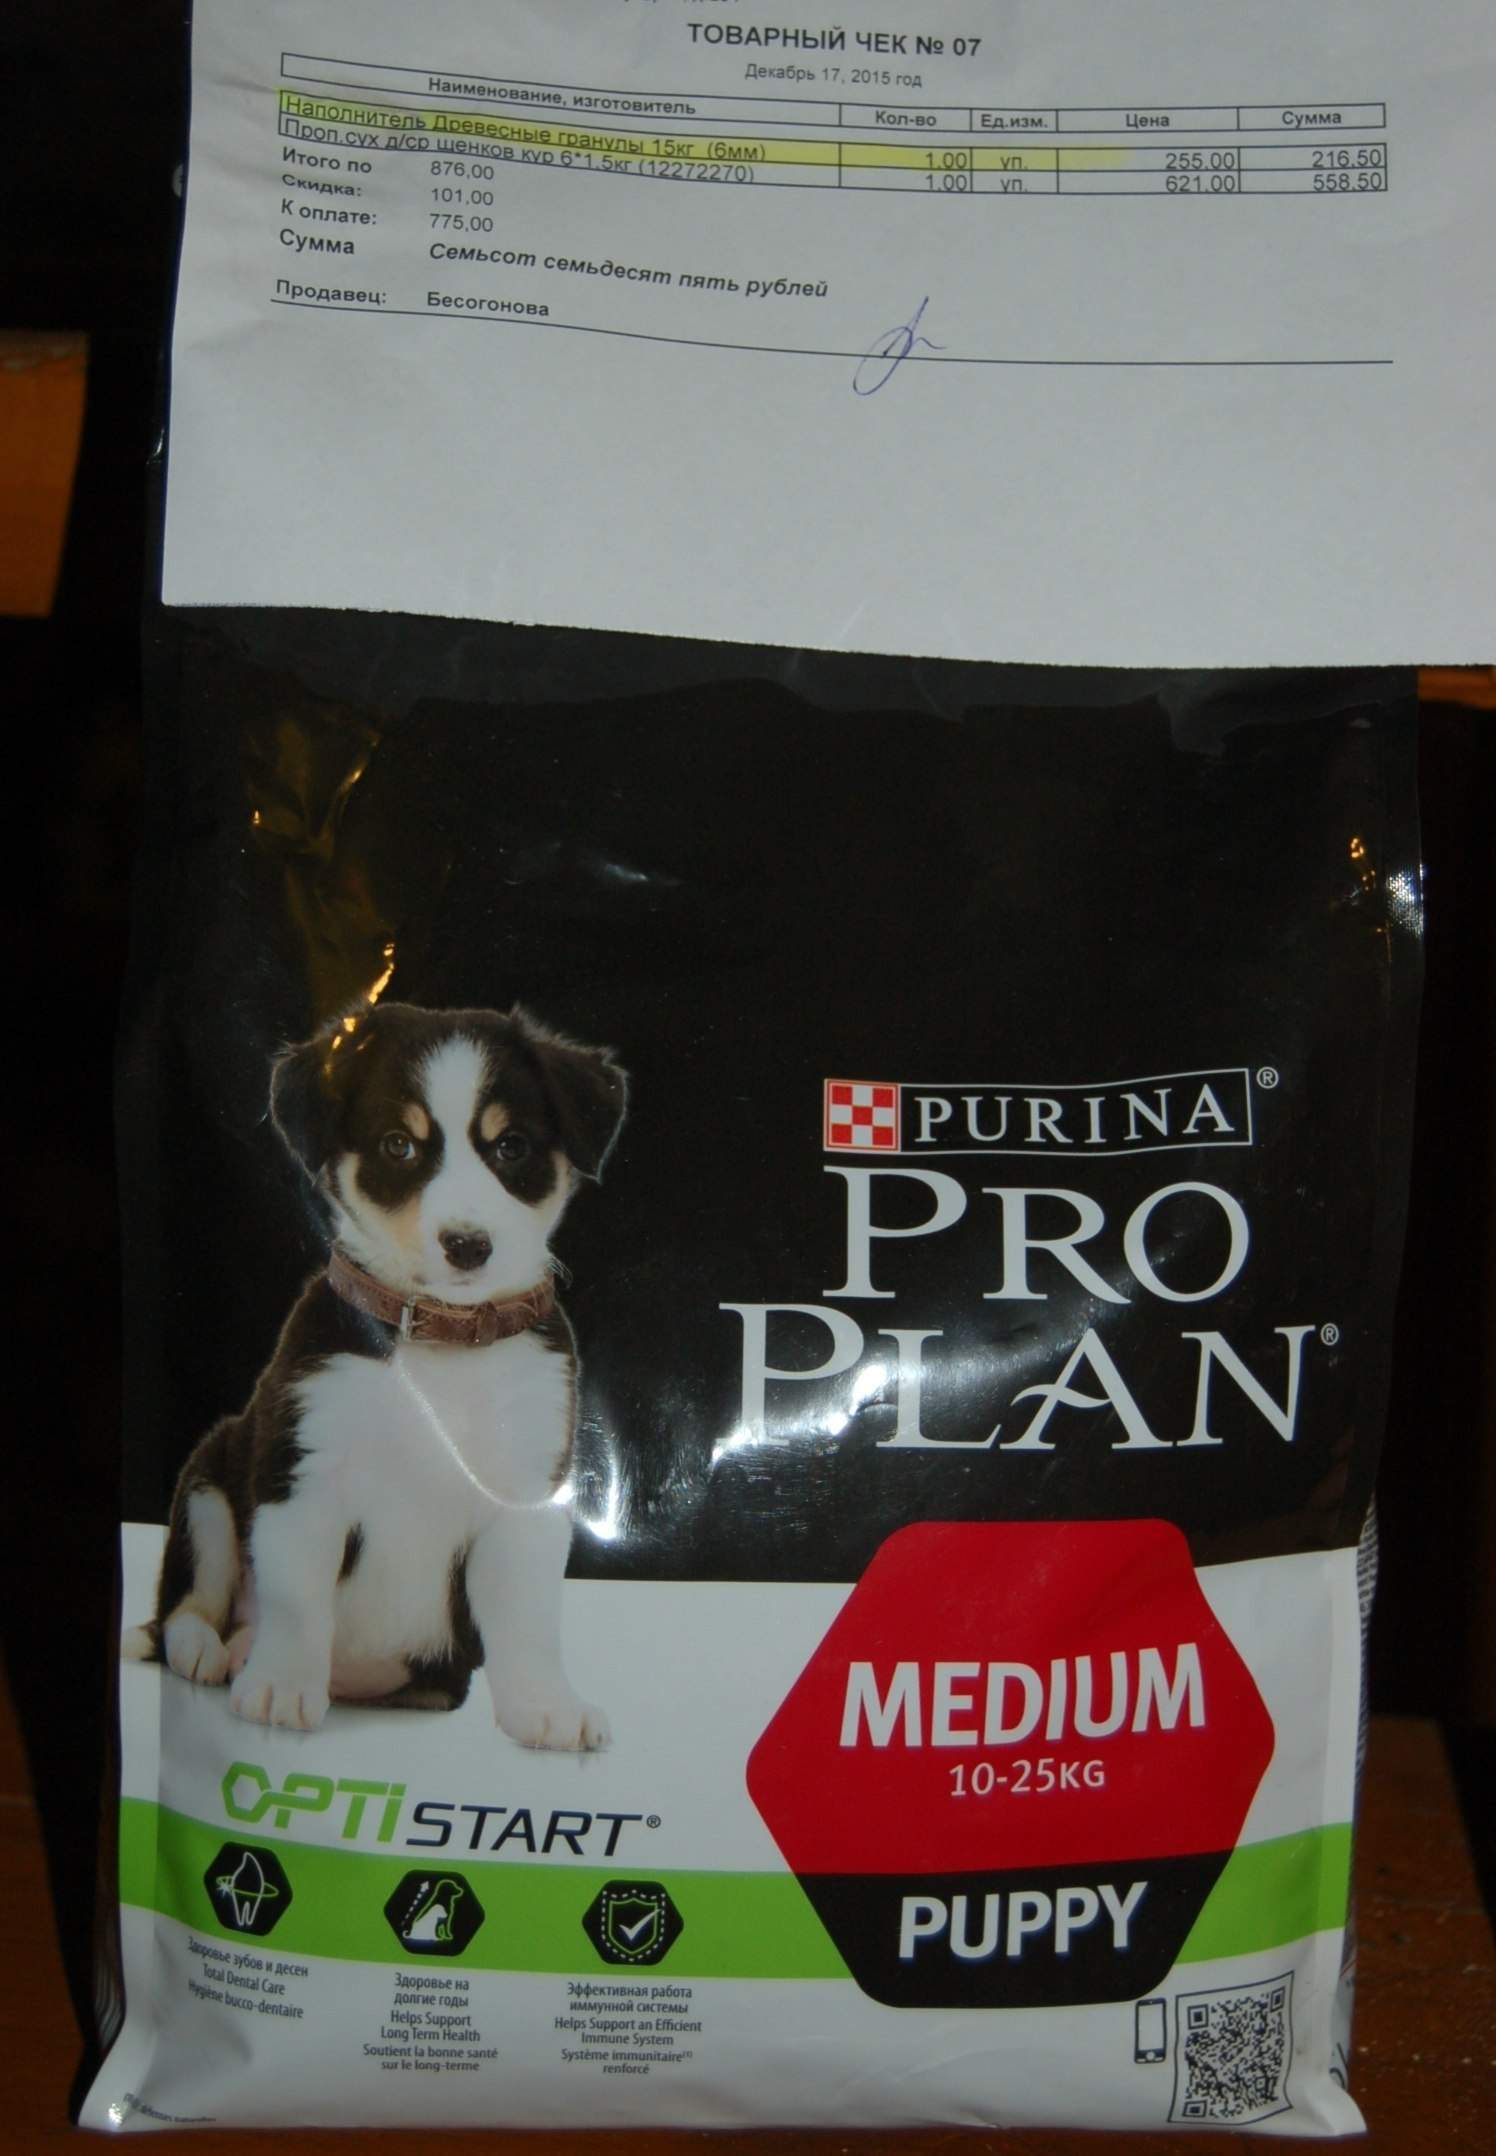 ТОВАРНЫЙ ЧЕК № 07
Декабрь 17, 2015 год
Наименование, изготовитель Кол-во Ед.изм. Цена Сумма
Наполнитель Древесные гранулы 15кг (6мм) 1.00 уп. 255.00 216.50
Проп.сух д/ср щенков кур 6*1.5кг (12272270) 1.00 уп. 621.00 558.50
Итого по 876,00
Скидка: 101,00
К оплате: 775,00
Сумма Семьсот семьдесят пять рублей
Продавец: Бесогонова
PURINA®
PRO
PLAN®
MEDIUM
10-25KG
PUPPY
OPTISTART®
Здоровье зубов и десен
Total Dental Care
Hygiène bucco-dentaire
Здоровье на
долгие годы
Helps Support
Long Term Health
Soutient la bonne santé
sur le long-terme
Эффективная работа
иммунной системы
Helps Support an Efficient
Immune System
Système immunitaire(1)
renforcé